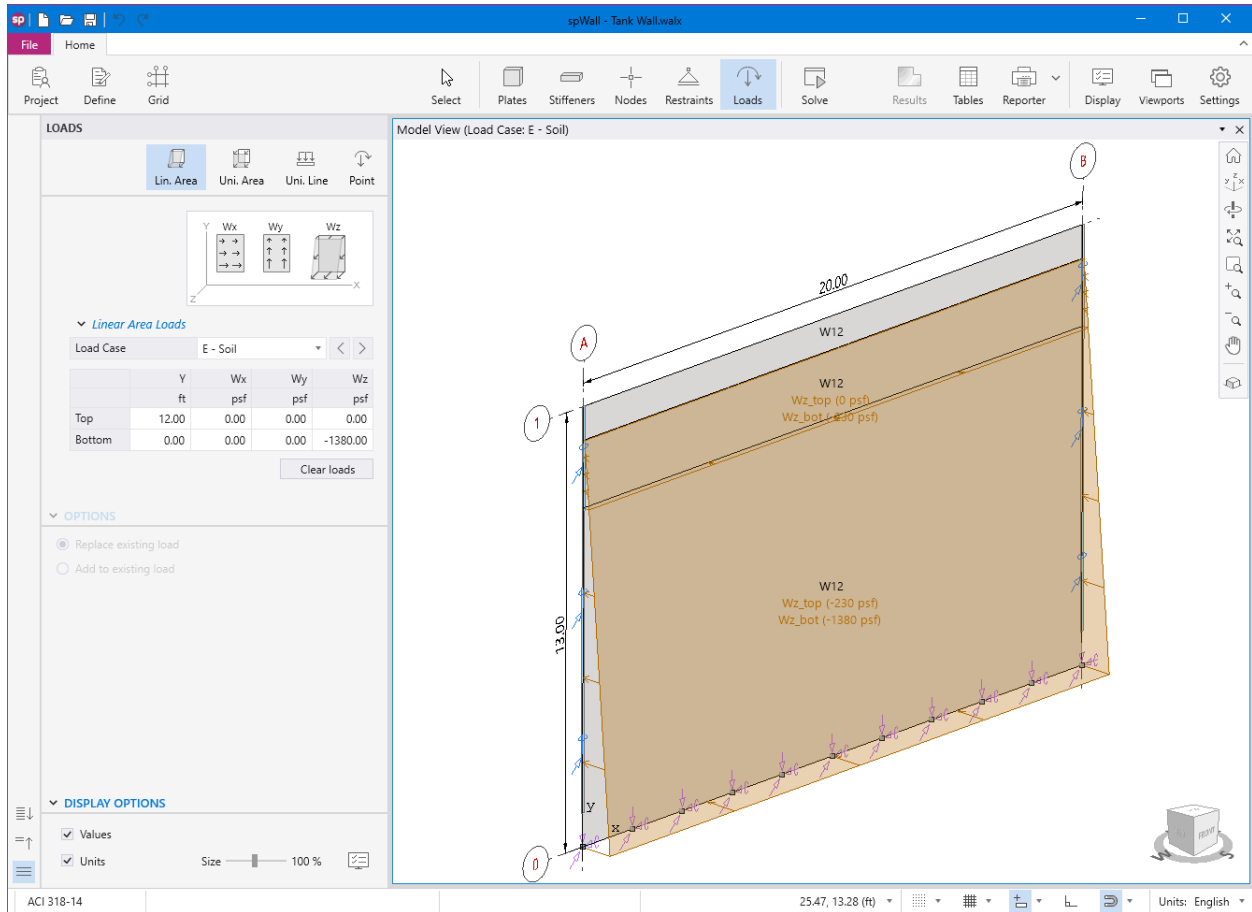 sp
spWall - Tank Wall.walx
File
Home
Project
Define
Grid
Select
Plates
Stiffeners
Nodes
Restraints
Loads
Solve
Results
Tables
Reporter
Display
Viewports
Settings
LOADS
Lin. Area
Uni. Area
Uni. Line
Point
Y
Wx
Wy
Wz
X
Z
Linear Area Loads
Load Case
E - Soil
Y Wx Wy Wz
ft psf psf psf
Top 12.00 0.00 0.00 0.00
Bottom 0.00 0.00 0.00 -1380.00
Clear loads
OPTIONS
Replace existing load
Add to existing load
DISPLAY OPTIONS
Values
Units
Size
100 %
Model View (Load Case: E - Soil)
B
20.00
A
W12
1
W12
Wz_top (0 psf)
Wz_bot (-230 psf)
13.00
W12
Wz_top (-230 psf)
Wz_bot (-1380 psf)
y
x
0
z
y x
FRONT
W
S
ACI 318-14
25.47, 13.28 (ft)
Units: English